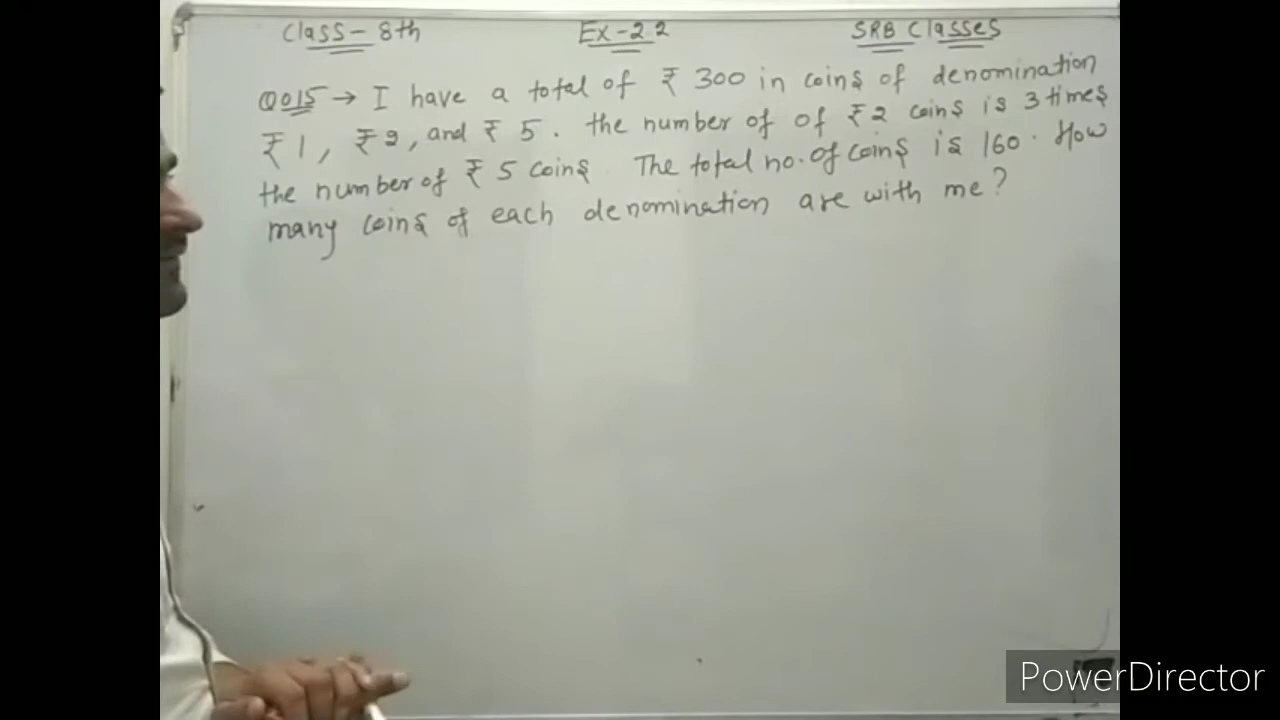 Class - 8th Ex - 2.2 SRB Classes
Q015 → I have a total of ₹ 300 in coins of denomination
₹ 1, ₹ 2, and ₹ 5. the number of of ₹ 2 coins is 3 times
the number of ₹ 5 coins. The total no. of coins is 160. How
many coins of each denomination are with me?
PowerDirector